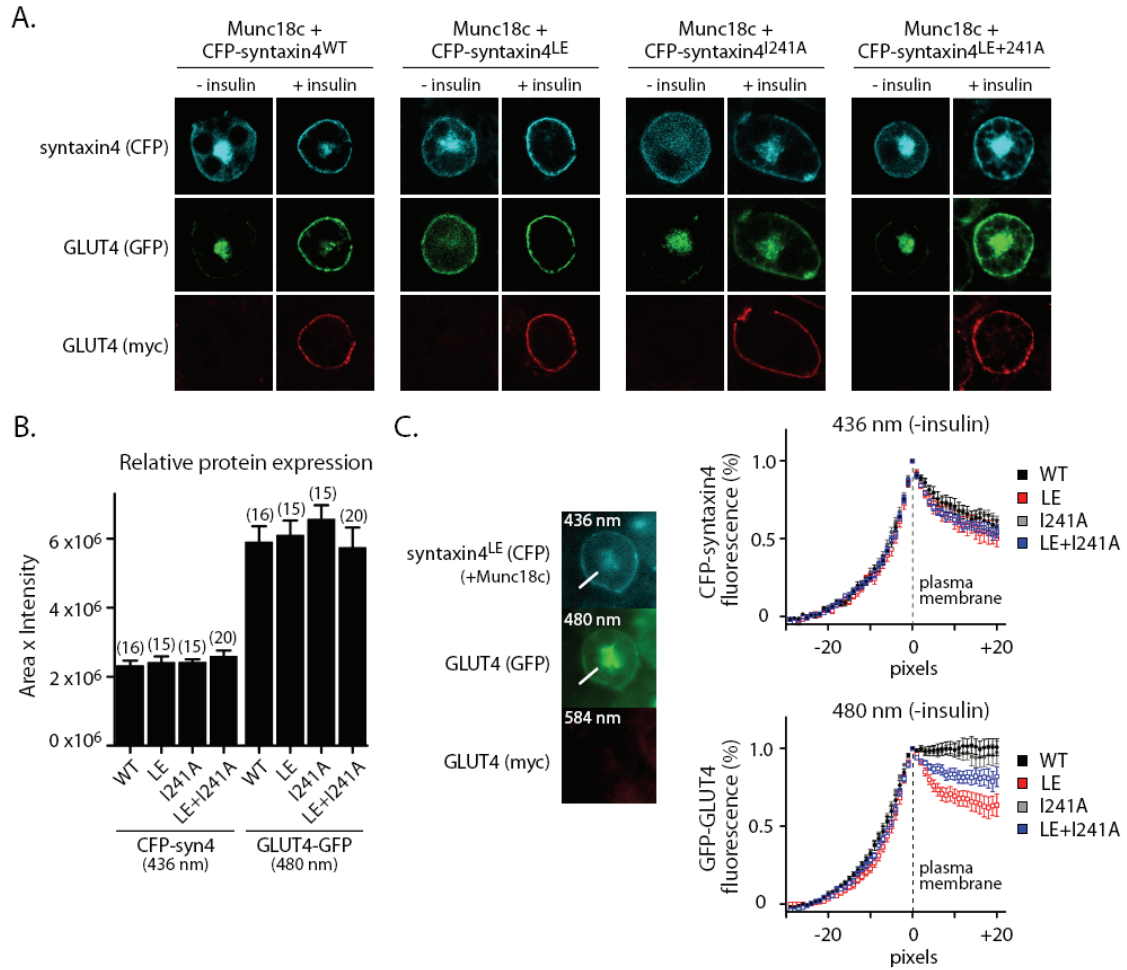 A.
Munc18c +
CFP-syntaxin4WT
Munc18c +
CFP-syntaxin4LE
Munc18c +
CFP-syntaxin4I241A
Munc18c +
CFP-syntaxin4LE+241A
- insulin + insulin
- insulin + insulin
- insulin + insulin
- insulin + insulin
syntaxin4 (CFP)
GLUT4 (GFP)
GLUT4 (myc)
B.
Relative protein expression
Area x Intensity
6 x10⁶
4 x10⁶
2 x10⁶
0 x10⁶
(16) (15) (15) (20) (16) (15) (15) (20)
WT LE I241A LE+I241A WT LE I241A LE+I241A
CFP-syn4
(436 nm)
GLUT4-GFP
(480 nm)
C.
436 nm
syntaxin4LE (CFP)
(+Munc18c)
480 nm
GLUT4 (GFP)
584 nm
GLUT4 (myc)
436 nm (-insulin)
CFP-syntaxin4
fluorescence (%)
1.0
0.5
0
WT
LE
I241A
LE+I241A
plasma
membrane
-20 0 +20
pixels
480 nm (-insulin)
GFP-GLUT4
fluorescence (%)
1.0
0.5
0
WT
LE
I241A
LE+I241A
plasma
membrane
-20 0 +20
pixels